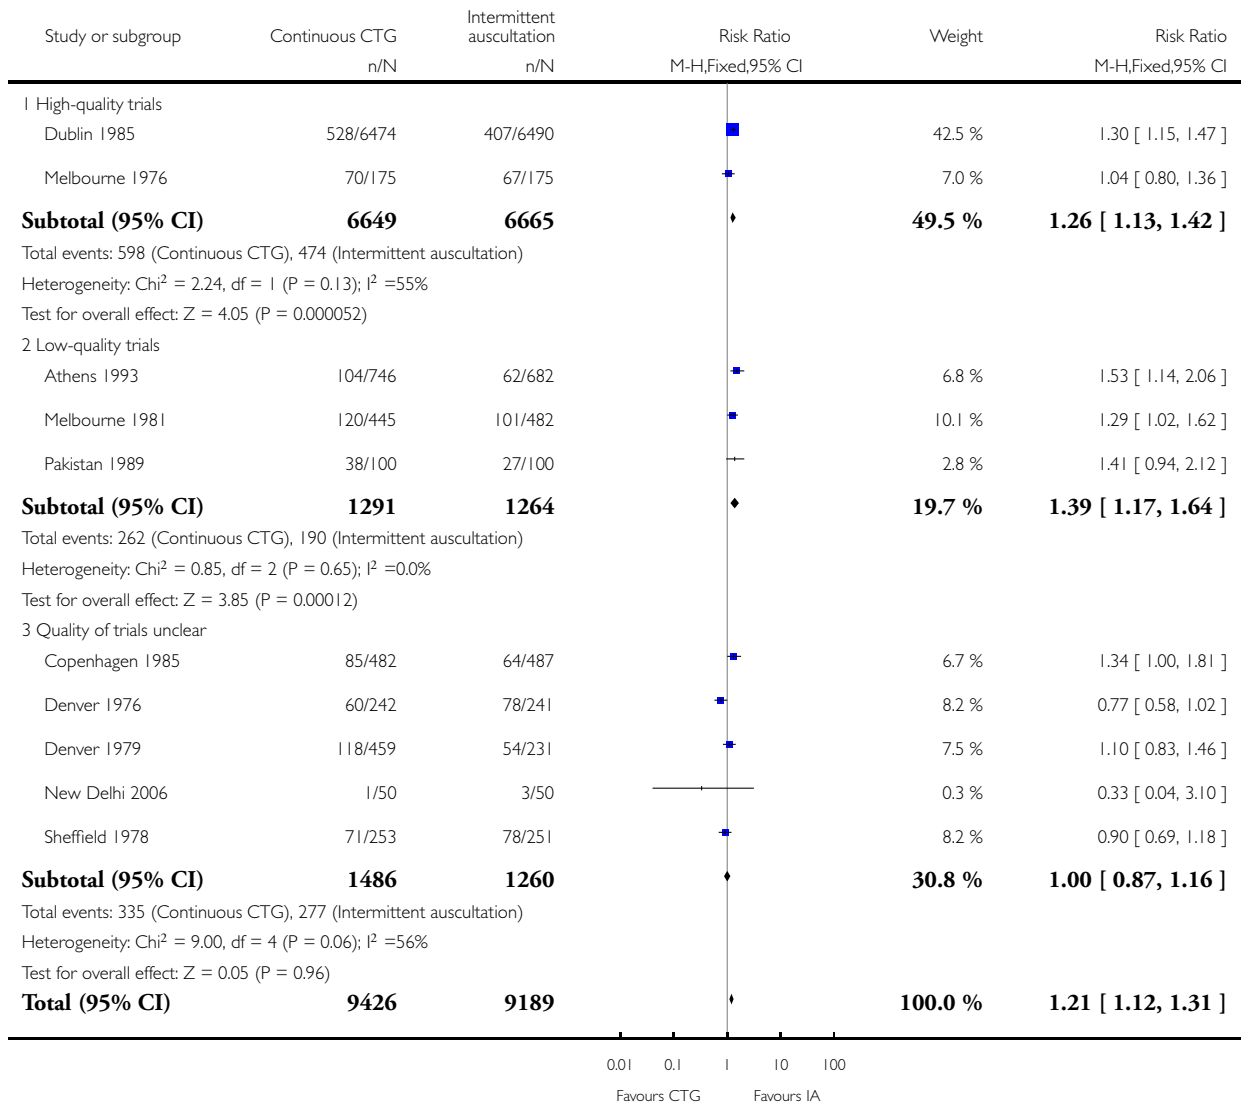 Study or subgroup Continuous CTG Intermittent auscultation Risk Ratio Weight Risk Ratio
n/N n/N M-H,Fixed,95% CI M-H,Fixed,95% CI
1 High-quality trials
Dublin 1985 528/6474 407/6490 42.5 % 1.30 [ 1.15, 1.47 ]
Melbourne 1976 70/175 67/175 7.0 % 1.04 [ 0.80, 1.36 ]
Subtotal (95% CI) 6649 6665 49.5 % 1.26 [ 1.13, 1.42 ]
Total events: 598 (Continuous CTG), 474 (Intermittent auscultation)
Heterogeneity: Chi² = 2.24, df = 1 (P = 0.13); I² =55%
Test for overall effect: Z = 4.05 (P = 0.000052)
2 Low-quality trials
Athens 1993 104/746 62/682 6.8 % 1.53 [ 1.14, 2.06 ]
Melbourne 1981 120/445 101/482 10.1 % 1.29 [ 1.02, 1.62 ]
Pakistan 1989 38/100 27/100 2.8 % 1.41 [ 0.94, 2.12 ]
Subtotal (95% CI) 1291 1264 19.7 % 1.39 [ 1.17, 1.64 ]
Total events: 262 (Continuous CTG), 190 (Intermittent auscultation)
Heterogeneity: Chi² = 0.85, df = 2 (P = 0.65); I² =0.0%
Test for overall effect: Z = 3.85 (P = 0.00012)
3 Quality of trials unclear
Copenhagen 1985 85/482 64/487 6.7 % 1.34 [ 1.00, 1.81 ]
Denver 1976 60/242 78/241 8.2 % 0.77 [ 0.58, 1.02 ]
Denver 1979 118/459 54/231 7.5 % 1.10 [ 0.83, 1.46 ]
New Delhi 2006 1/50 3/50 0.3 % 0.33 [ 0.04, 3.10 ]
Sheffield 1978 71/253 78/251 8.2 % 0.90 [ 0.69, 1.18 ]
Subtotal (95% CI) 1486 1260 30.8 % 1.00 [ 0.87, 1.16 ]
Total events: 335 (Continuous CTG), 277 (Intermittent auscultation)
Heterogeneity: Chi² = 9.00, df = 4 (P = 0.06); I² =56%
Test for overall effect: Z = 0.05 (P = 0.96)
Total (95% CI) 9426 9189 100.0 % 1.21 [ 1.12, 1.31 ]
0.01 0.1 1 10 100
Favours CTG Favours IA